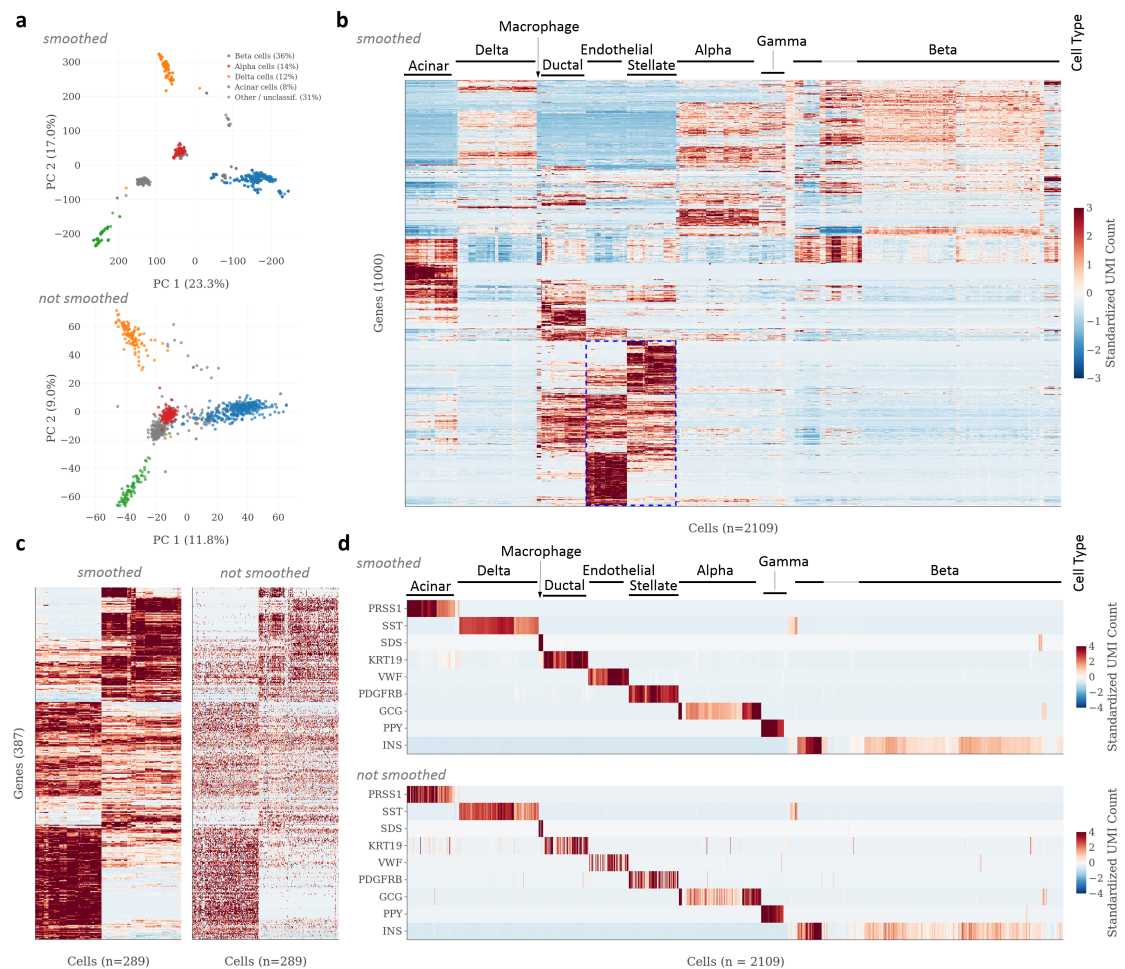 a
smoothed
Beta cells (36%)
Alpha cells (14%)
Delta cells (12%)
Acinar cells (8%)
Other / unclassif. (31%)
300
200
100
0
−100
−200
PC 2 (17.0%)
200
100
0
−100
−200
PC 1 (23.3%)
not smoothed
60
40
20
0
−20
−40
−60
PC 2 (9.0%)
−60
−40
−20
0
20
40
60
PC 1 (11.8%)
b
smoothed
Macrophage
Delta
Endothelial
Alpha
Gamma
Beta
Acinar
Ductal
Stellate
Cell Type
Genes (1000)
Cells (n=2109)
3
2
1
0
−1
−2
−3
Standardized UMI Count
c
smoothed
not smoothed
Genes (387)
Cells (n=289)
Cells (n=289)
d
smoothed
Macrophage
Delta
Endothelial
Alpha
Gamma
Beta
Acinar
Ductal
Stellate
Cell Type
PRSS1
SST
SDS
KRT19
VWF
PDGFRB
GCG
PPY
INS
4
2
0
−2
−4
Standardized UMI Count
not smoothed
PRSS1
SST
SDS
KRT19
VWF
PDGFRB
GCG
PPY
INS
4
2
0
−2
−4
Standardized UMI Count
Cells (n = 2109)